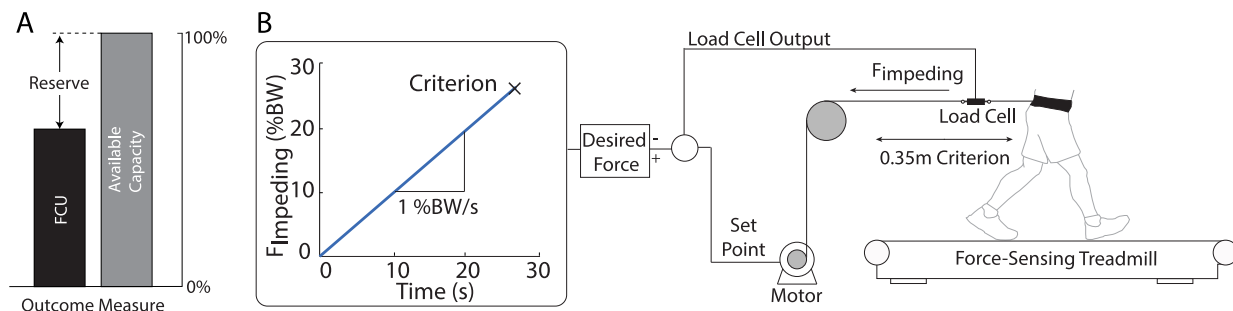 A
100%
Reserve
FCU
Available
Capacity
0%
Outcome Measure
B
30
20
10
0
FImpeding (%BW)
Criterion
1 %BW/s
0
10
20
30
Time (s)
Desired
Force
-
+
Load Cell Output
Fimpeding
Load Cell
0.35m Criterion
Set
Point
Motor
Force-Sensing Treadmill